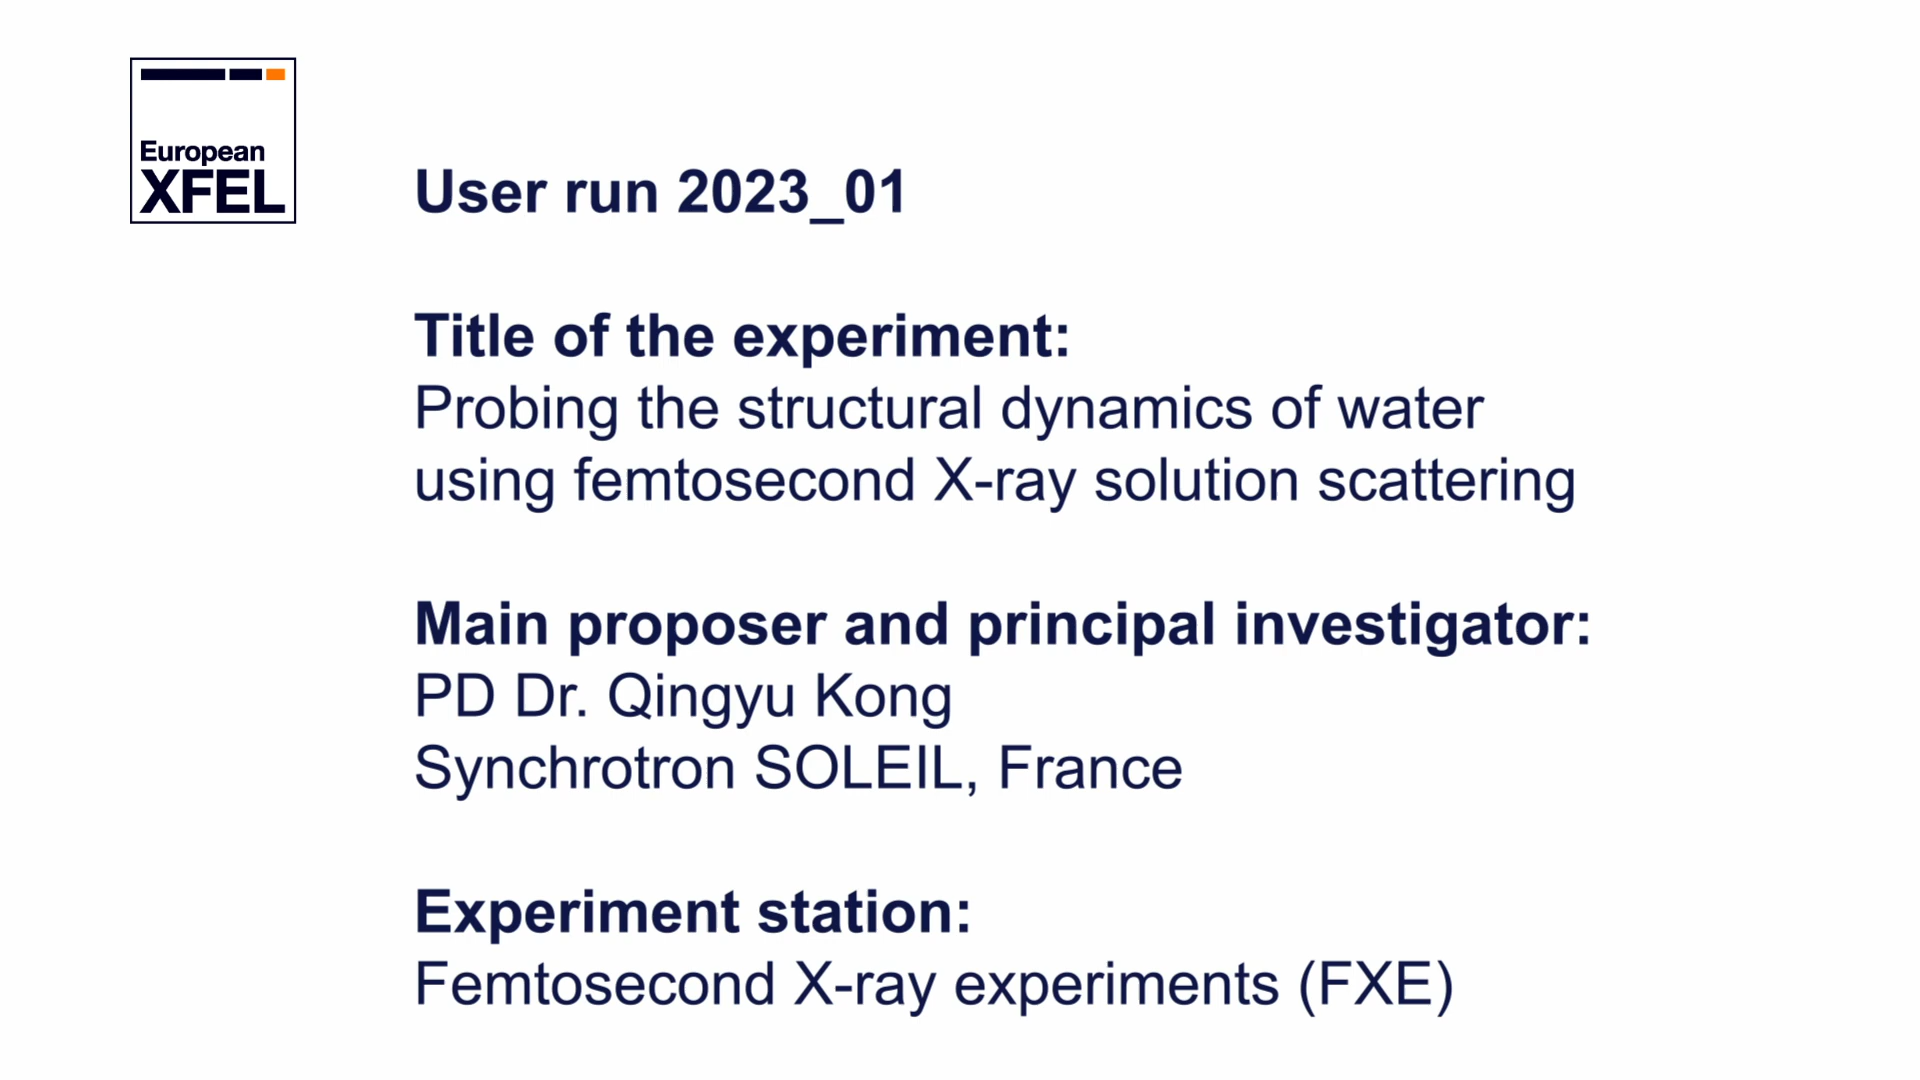 European
XFEL
User run 2023_01
Title of the experiment:
Probing the structural dynamics of water
using femtosecond X-ray solution scattering
Main proposer and principal investigator:
PD Dr. Qingyu Kong
Synchrotron SOLEIL, France
Experiment station:
Femtosecond X-ray experiments (FXE)